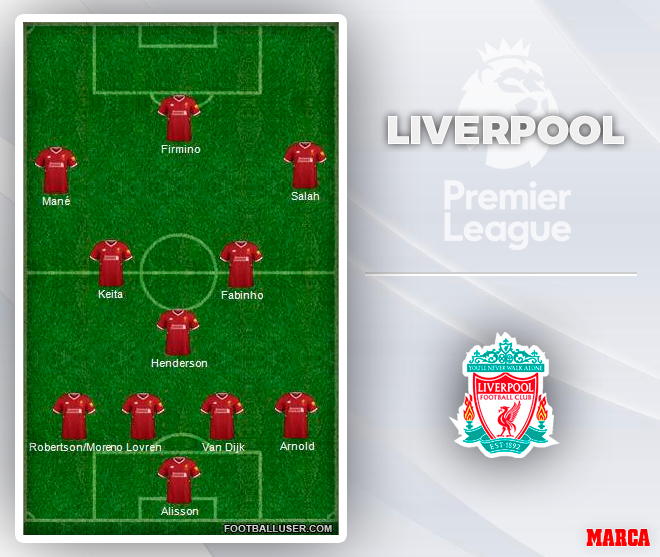 Firmino
Mané
Salah
Keita
Fabinho
Henderson
Robertson/Moreno Lovren
Van Dijk
Arnold
Alisson
FOOTBALLUSER.COM
LIVERPOOL
Premier
League
YOU'LL NEVER WALK ALONE
LIVERPOOL
FOOTBALL CLUB
EST·1892
MARCA